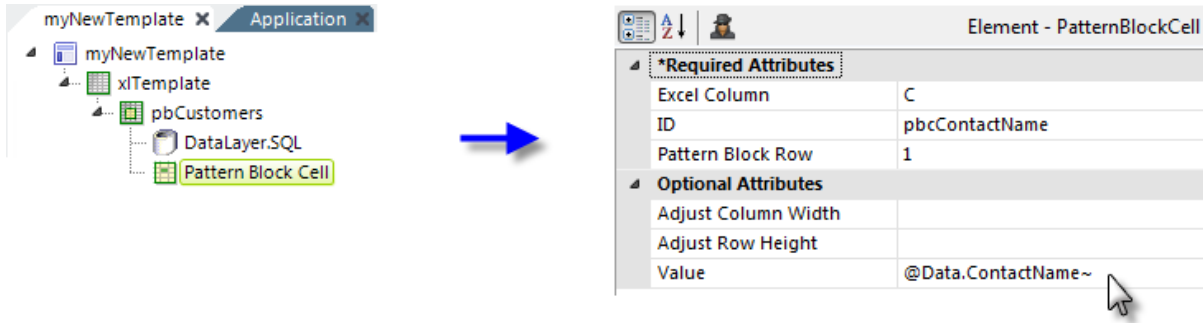 myNewTemplate
Application
myNewTemplate
xlTemplate
pbCustomers
DataLayer.SQL
Pattern Block Cell
Element - PatternBlockCell
*Required Attributes
Excel Column C
ID pbcContactName
Pattern Block Row 1
Optional Attributes
Adjust Column Width
Adjust Row Height
Value @Data.ContactName~